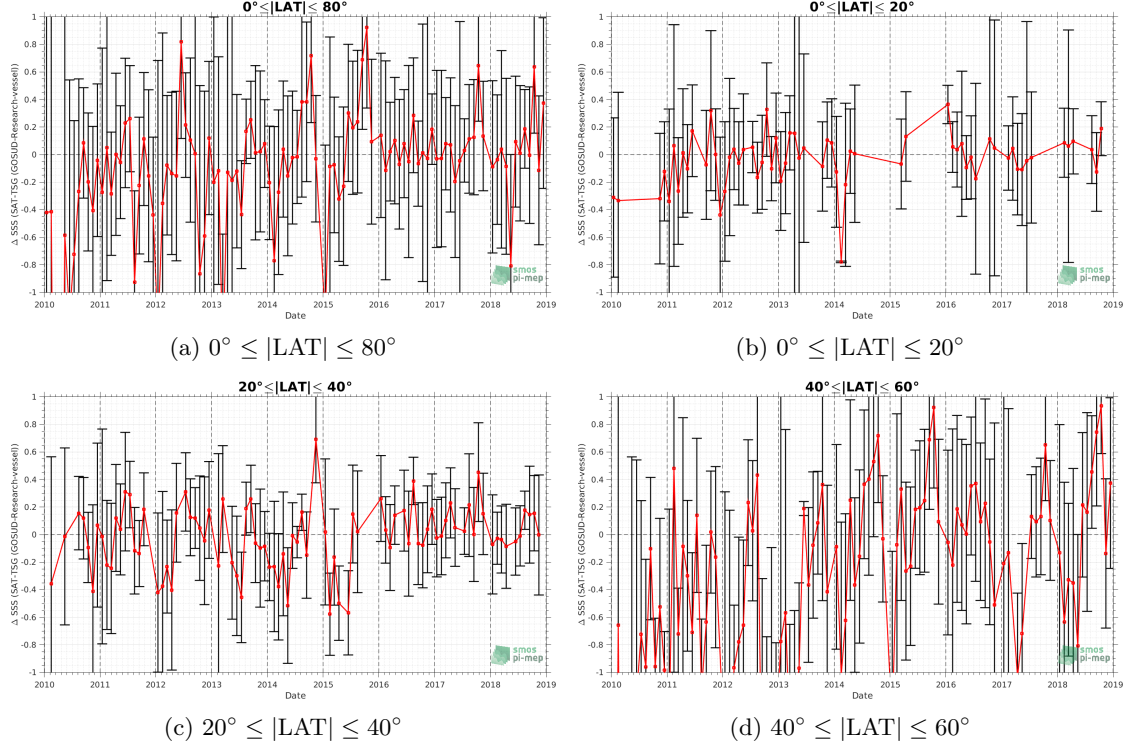 0°≤|LAT|≤ 80°
Δ SSS (SAT-TSG (GOSUD-Research-vessel))
1
0.8
0.6
0.4
0.2
0
-0.2
-0.4
-0.6
-0.8
-1
2010 2011 2012 2013 2014 2015 2016 2017 2018 2019
Date
smos
pi-mep
(a) 0° ≤ |LAT| ≤ 80°
0°≤|LAT|≤ 20°
Δ SSS (SAT-TSG (GOSUD-Research-vessel))
1
0.8
0.6
0.4
0.2
0
-0.2
-0.4
-0.6
-0.8
-1
2010 2011 2012 2013 2014 2015 2016 2017 2018 2019
Date
smos
pi-mep
(b) 0° ≤ |LAT| ≤ 20°
20°≤|LAT|≤ 40°
Δ SSS (SAT-TSG (GOSUD-Research-vessel))
1
0.8
0.6
0.4
0.2
0
-0.2
-0.4
-0.6
-0.8
-1
2010 2011 2012 2013 2014 2015 2016 2017 2018 2019
Date
smos
pi-mep
(c) 20° ≤ |LAT| ≤ 40°
40°≤|LAT|≤ 60°
Δ SSS (SAT-TSG (GOSUD-Research-vessel))
1
0.8
0.6
0.4
0.2
0
-0.2
-0.4
-0.6
-0.8
-1
2010 2011 2012 2013 2014 2015 2016 2017 2018 2019
Date
smos
pi-mep
(d) 40° ≤ |LAT| ≤ 60°